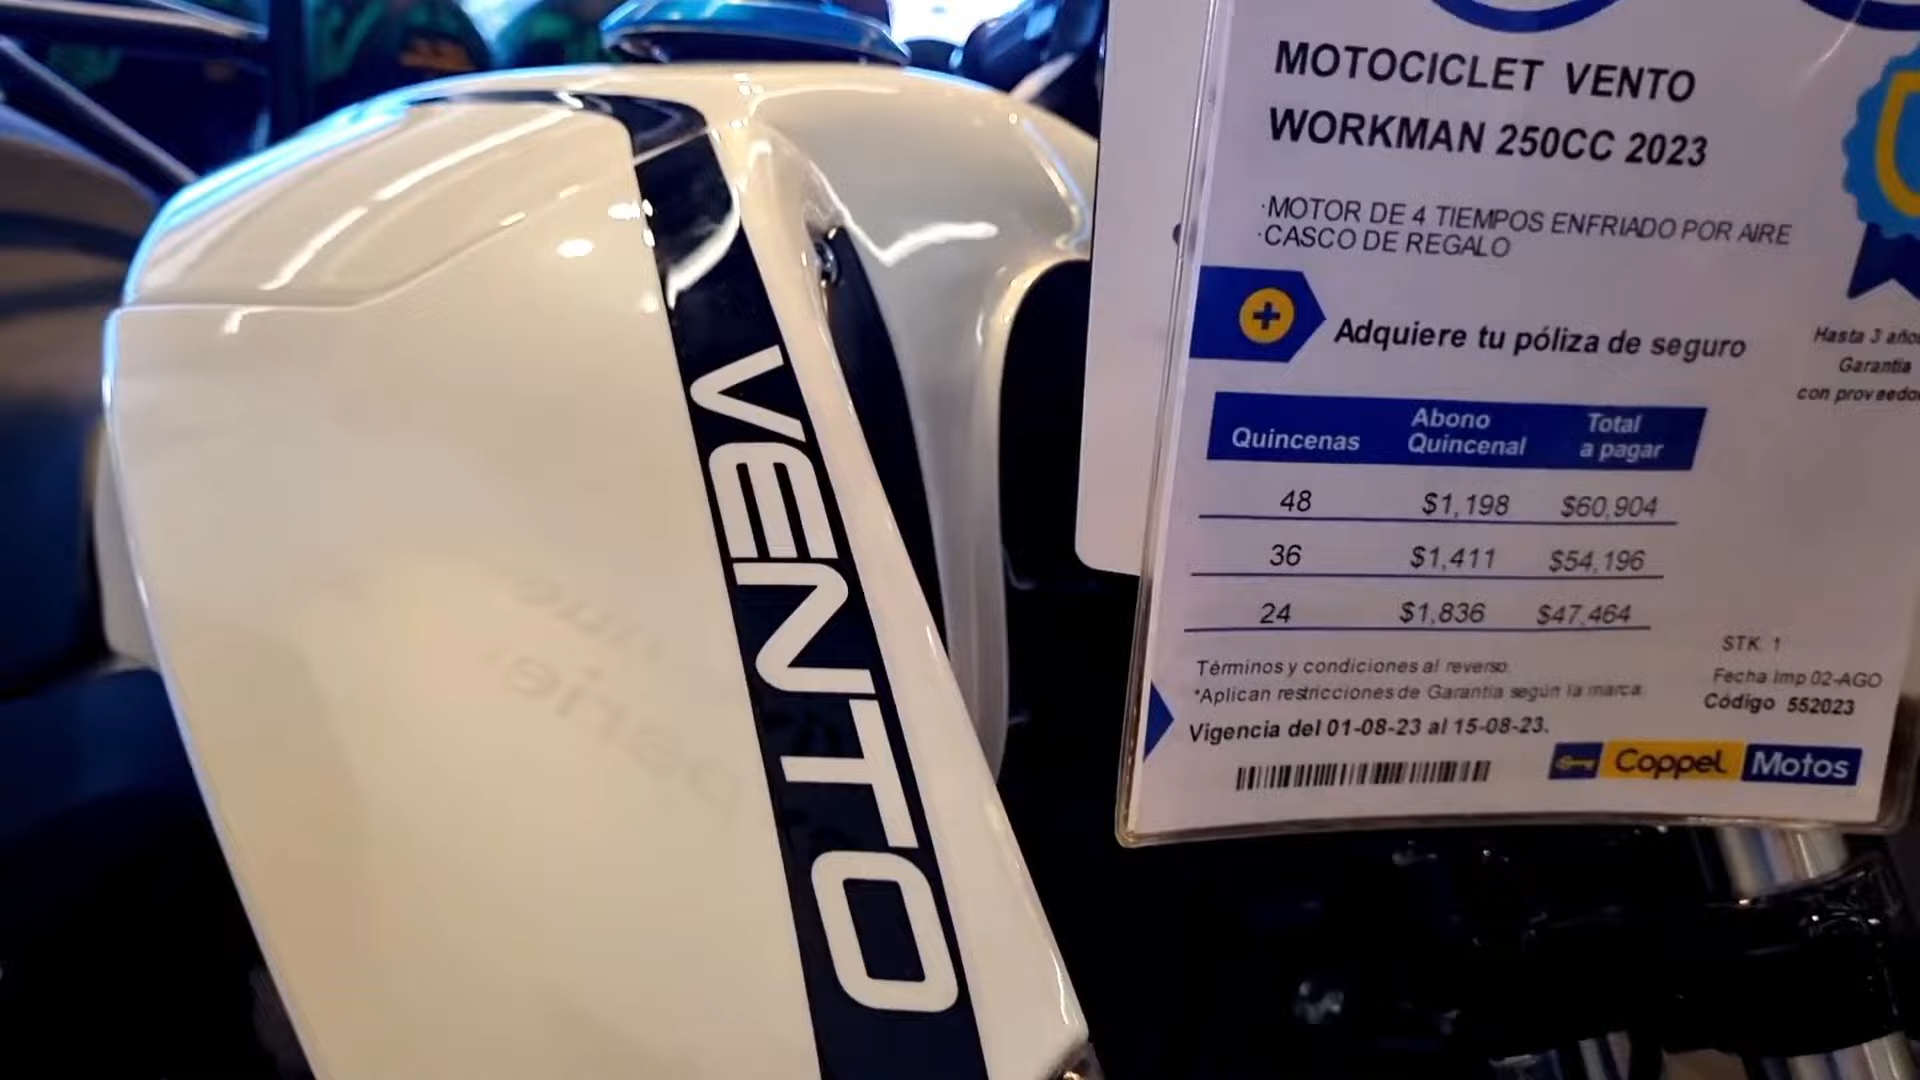 VENTO
MOTOCICLET VENTO
WORKMAN 250CC 2023
·MOTOR DE 4 TIEMPOS ENFRIADO POR AIRE
·CASCO DE REGALO
Adquiere tu póliza de seguro
Hasta 3 año
Garantía
con proveedo
Quincenas Abono Quincenal Total a pagar
48 $1,198 $60,904
36 $1,411 $54,196
24 $1,836 $47,464
STK. 1
Términos y condiciones al reverso.
Fecha Imp 02-AGO
*Aplican restricciones de Garantía según la marca.
Código 552023
Vigencia del 01-08-23 al 15-08-23.
Coppel Motos